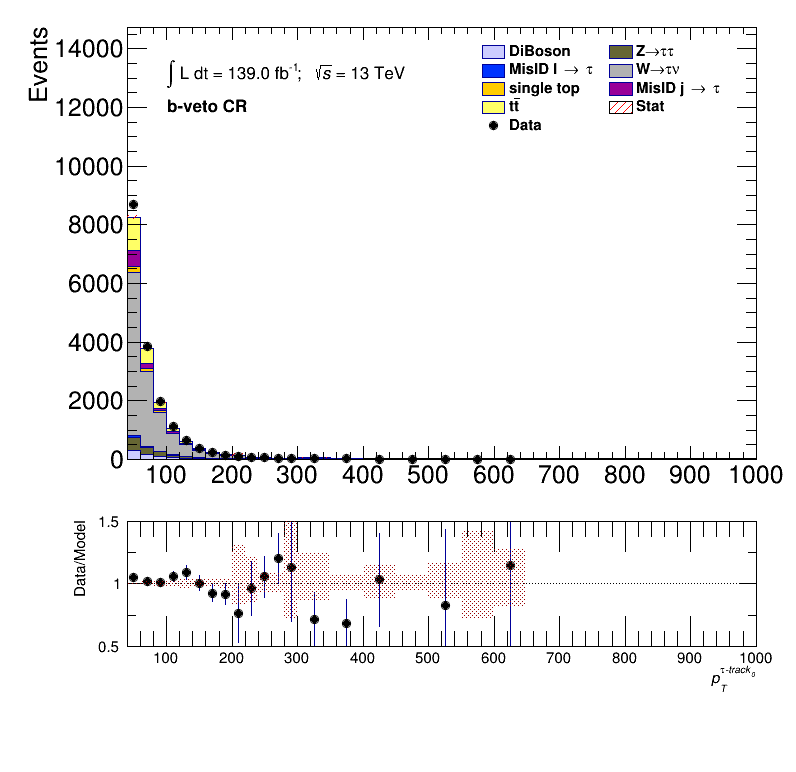 Events
14000
12000
10000
8000
6000
4000
2000
0
∫ L dt = 139.0 fb⁻¹; √s = 13 TeV
b-veto CR
DiBoson
MisID l → τ
single top
tt̄
Data
Z→ττ
W→τν
MisID j → τ
Stat
100 200 300 400 500 600 700 800 900 1000
Data/Model
1.5
1
0.5
100 200 300 400 500 600 700 800 900 1000
p_T^τ-track₀